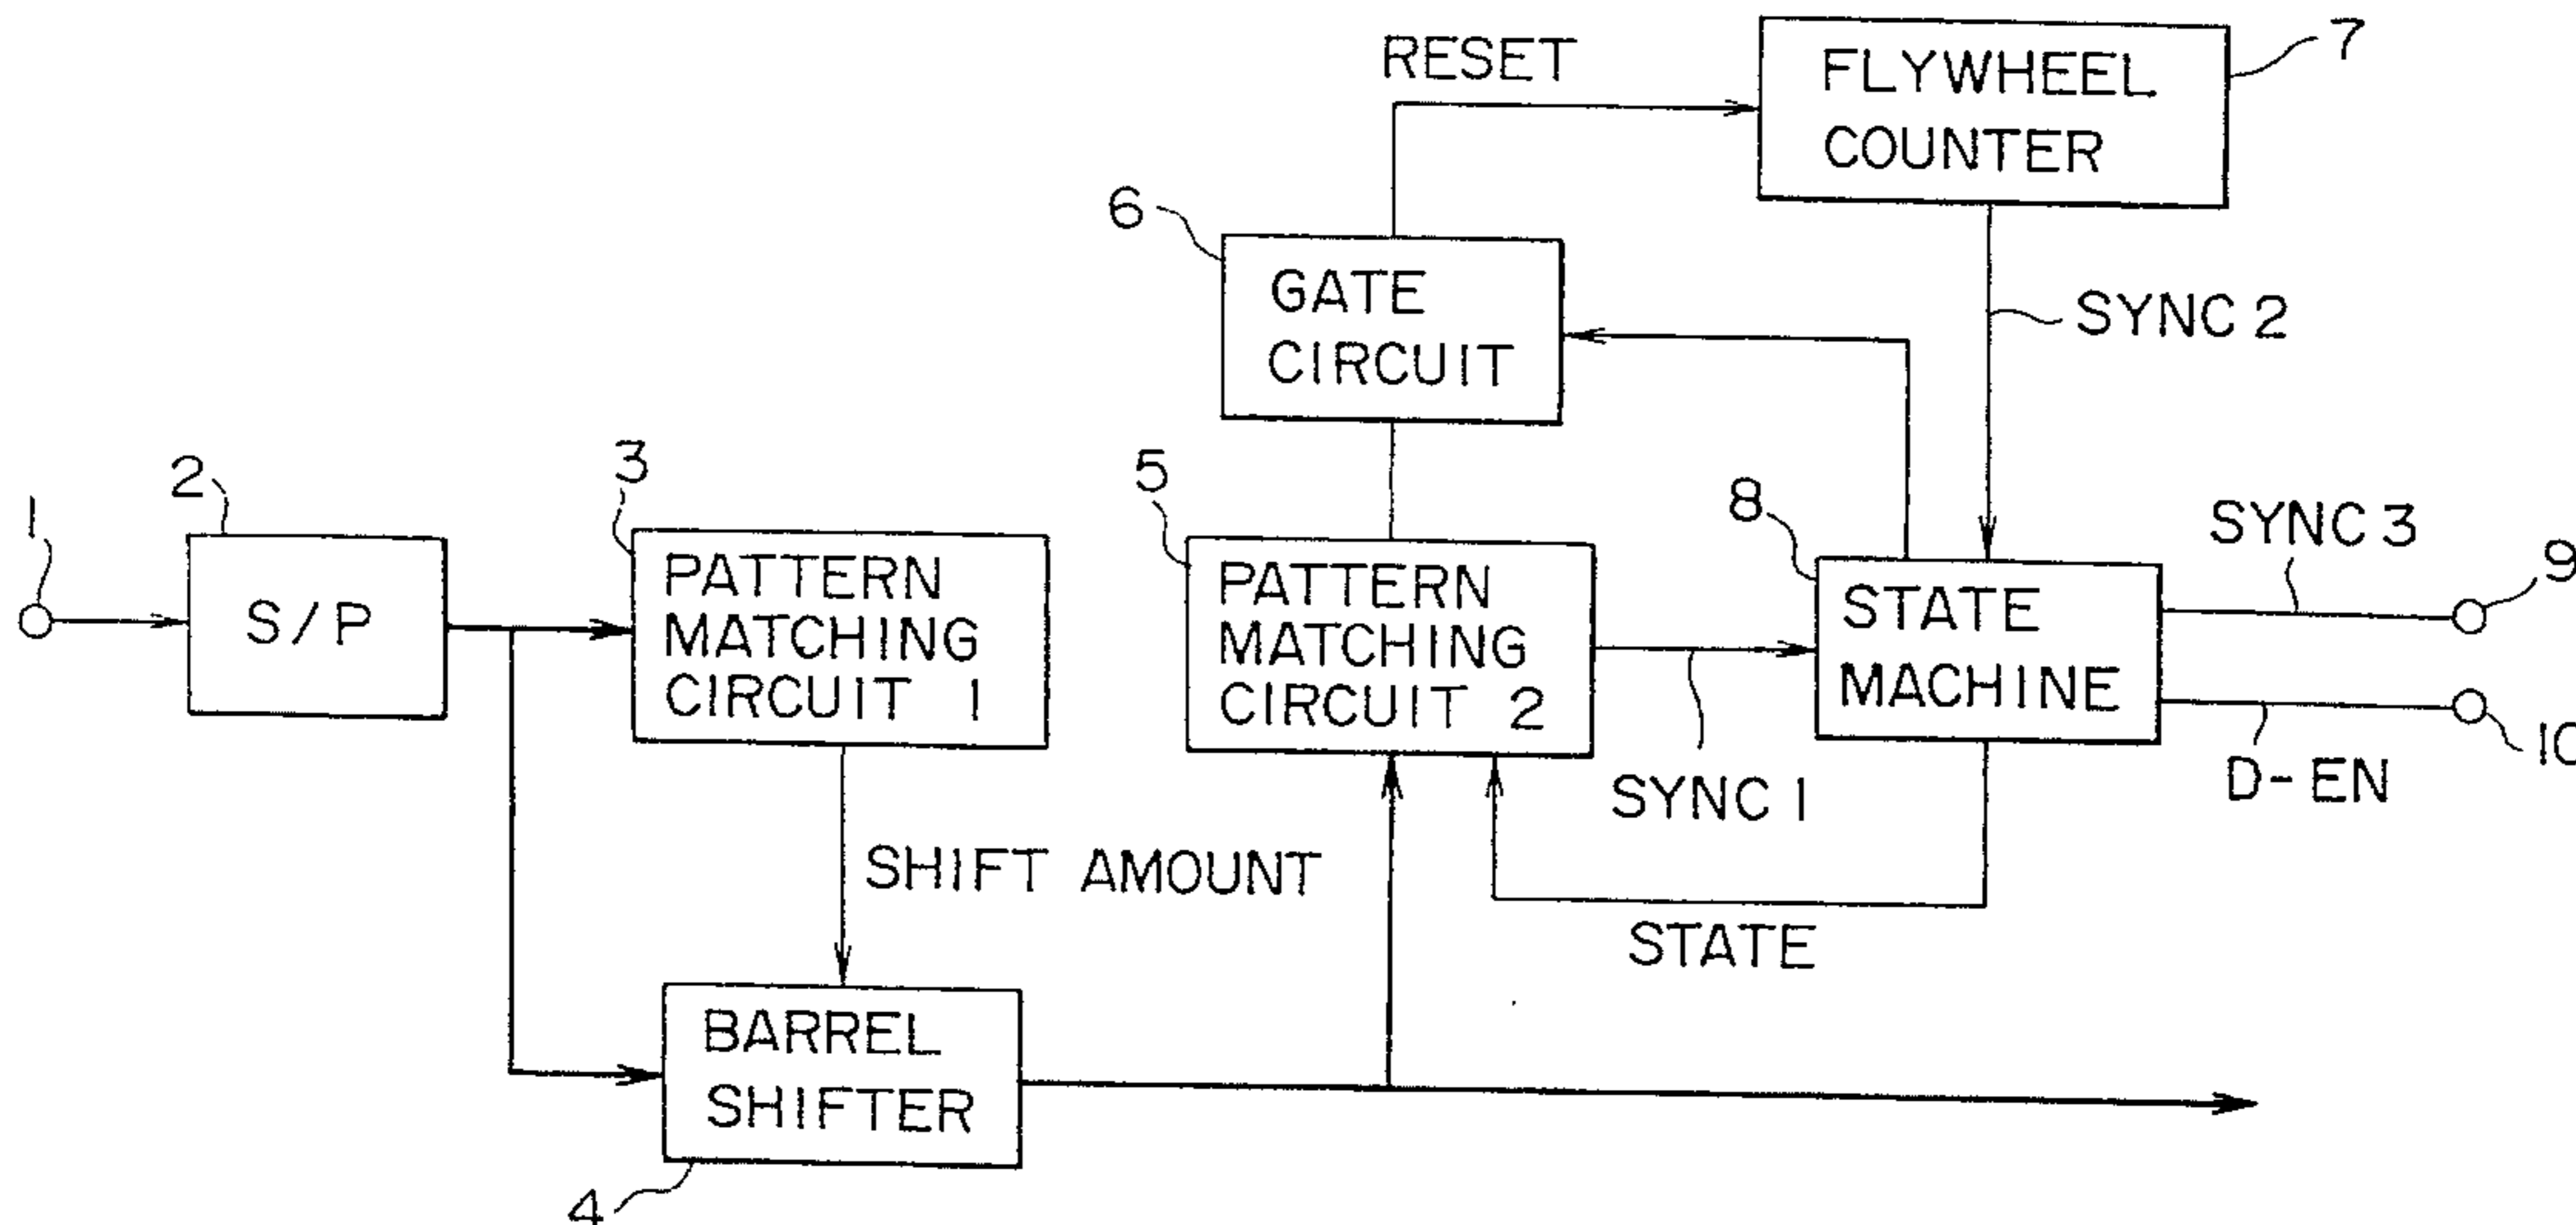 RESET
FLYWHEEL
COUNTER
7
6
GATE
CIRCUIT
SYNC 2
1
2
S/P
3
PATTERN
MATCHING
CIRCUIT 1
5
PATTERN
MATCHING
CIRCUIT 2
8
STATE
MACHINE
SYNC 3
9
10
D-EN
SYNC 1
SHIFT AMOUNT
STATE
BARREL
SHIFTER
4